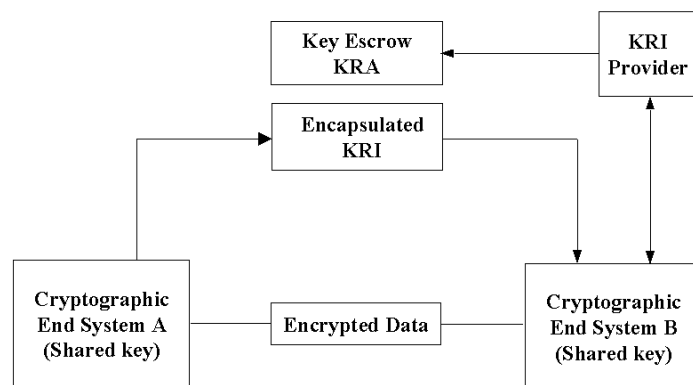 Key Escrow
KRA
KRI
Provider
Encapsulated
KRI
Cryptographic
End System A
(Shared key)
Encrypted Data
Cryptographic
End System B
(Shared key)